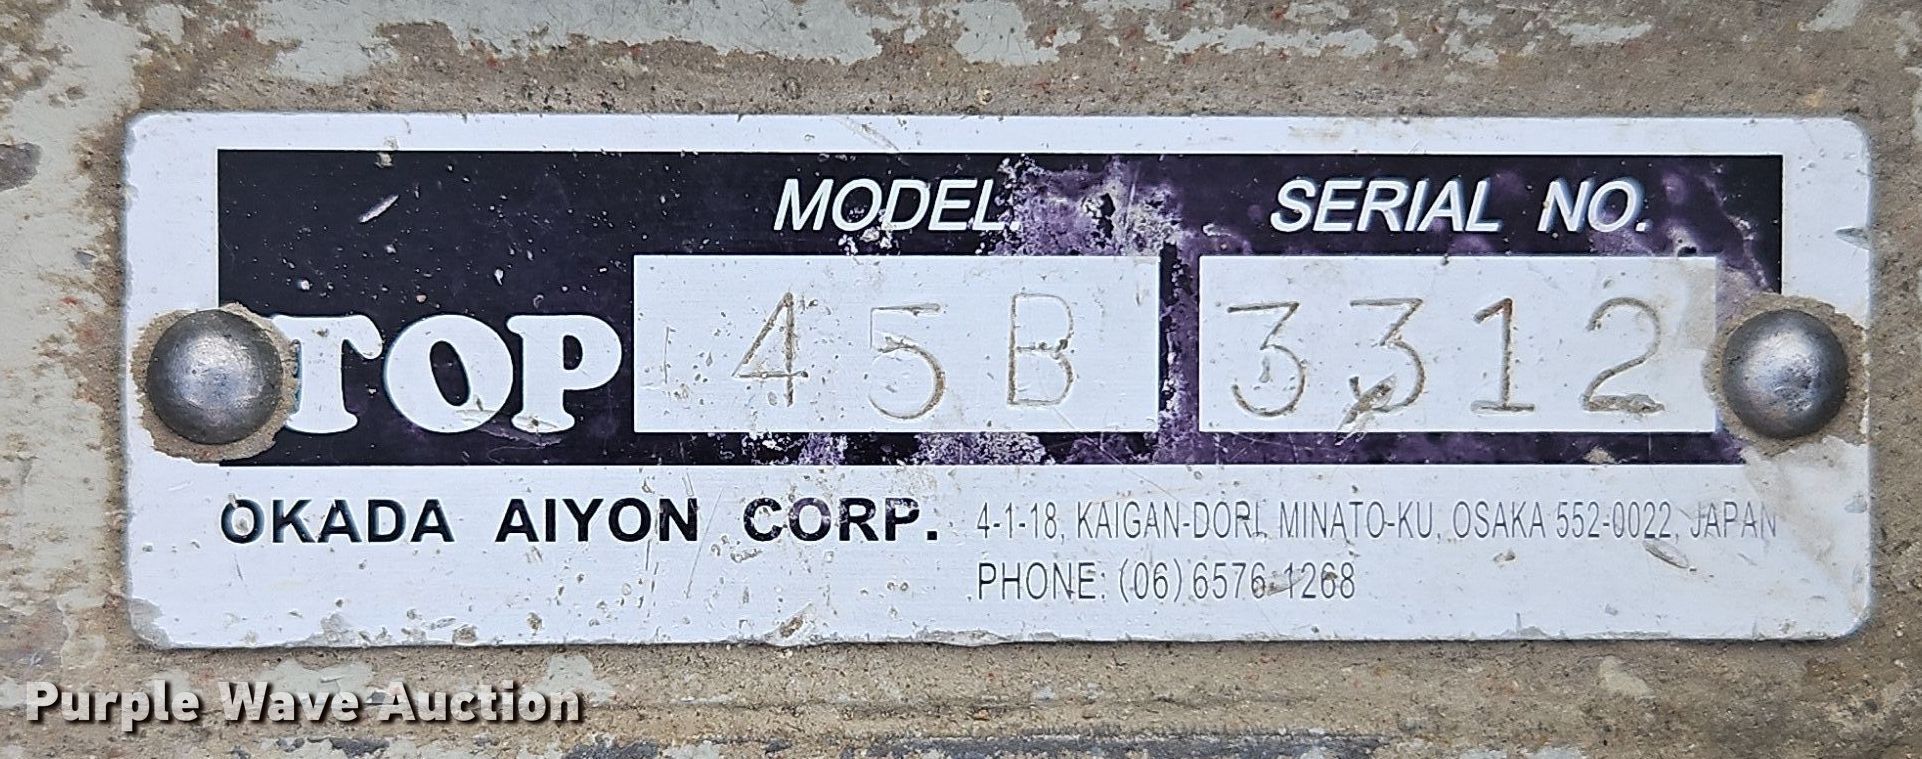 MODEL. SERIAL NO.
TOP 45B 3312
OKADA AIYON CORP. 4-1-18, KAIGAN-DORI, MINATO-KU, OSAKA 552-0022, JAPAN
PHONE: (06) 6576-1268
Purple Wave Auction